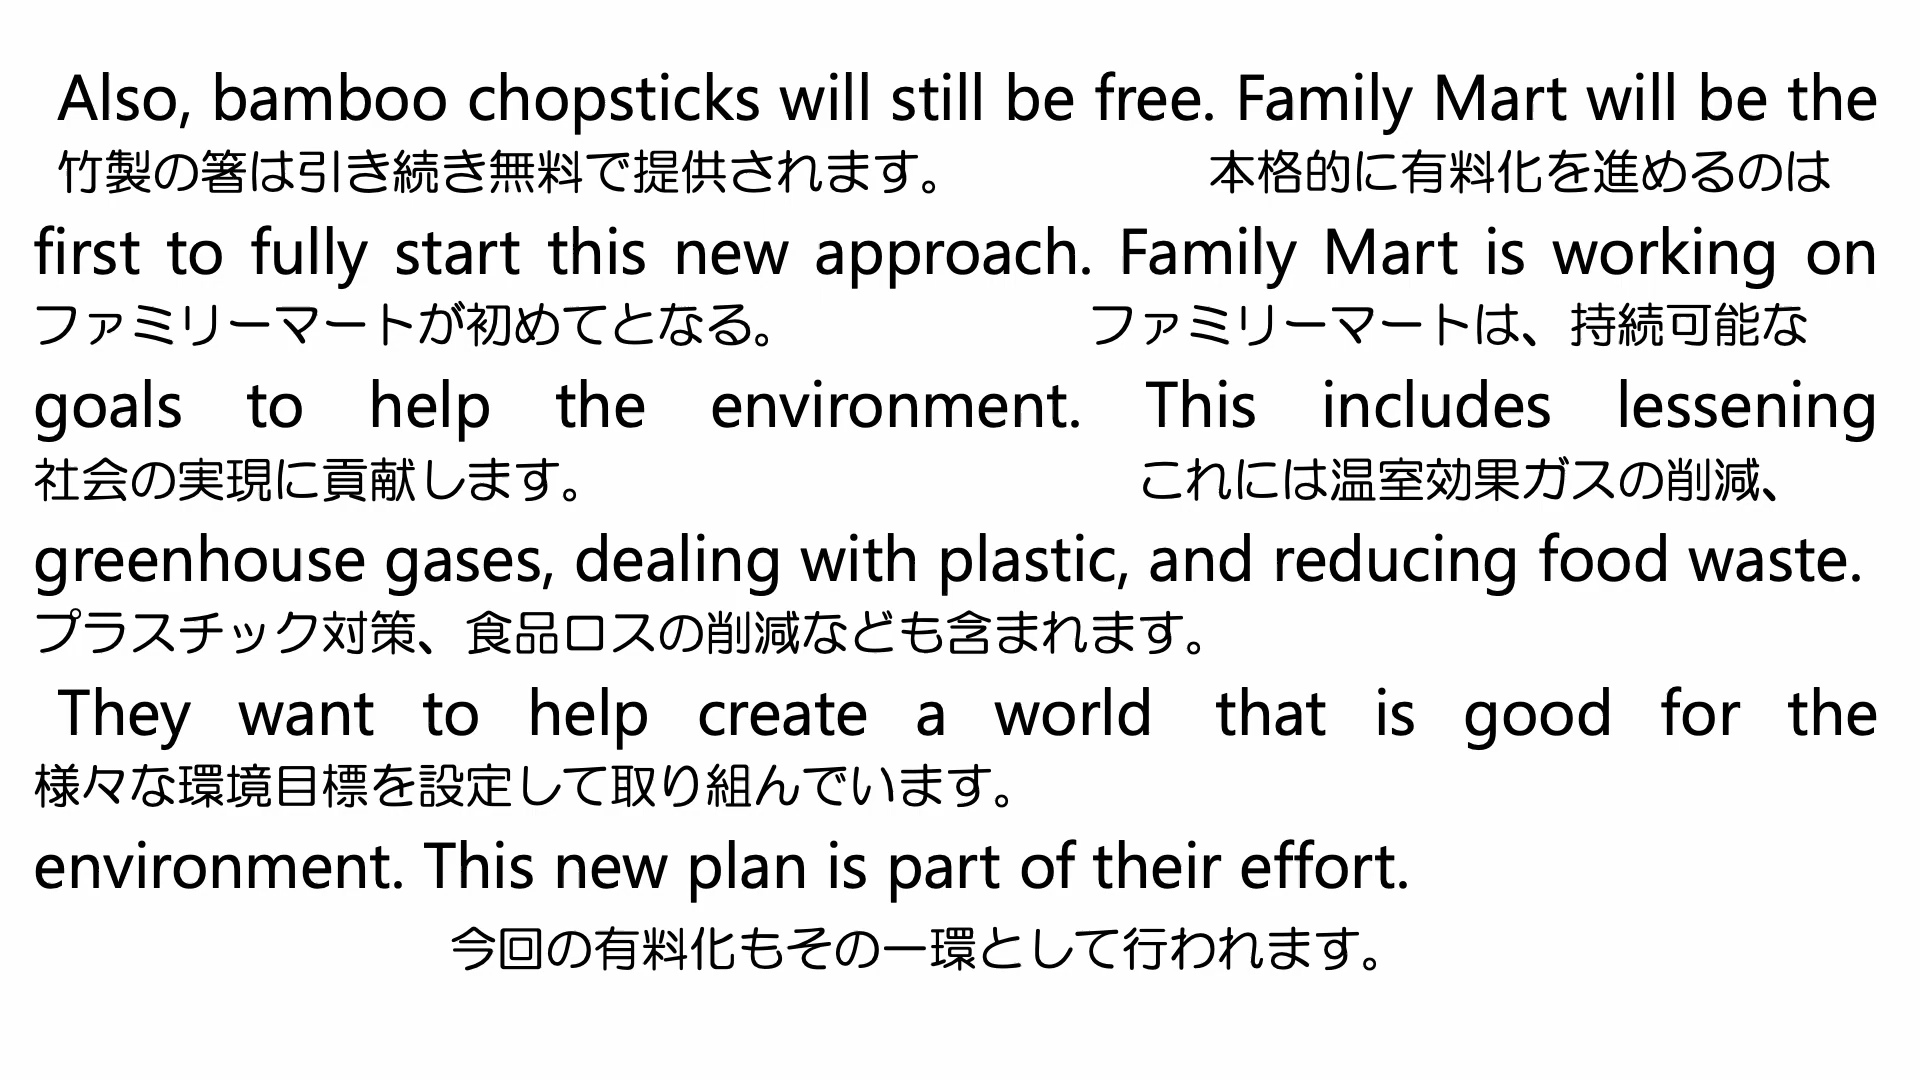 Also, bamboo chopsticks will still be free. Family Mart will be the
竹製の箸は引き続き無料で提供されます。 本格的に有料化を進めるのは
first to fully start this new approach. Family Mart is working on
ファミリーマートが初めてとなる。 ファミリーマートは、持続可能な
goals to help the environment. This includes lessening
社会の実現に貢献します。 これには温室効果ガスの削減、
greenhouse gases, dealing with plastic, and reducing food waste.
プラスチック対策、食品ロスの削減なども含まれます。
They want to help create a world that is good for the
様々な環境目標を設定して取り組んでいます。
environment. This new plan is part of their effort.
今回の有料化もその一環として行われます。